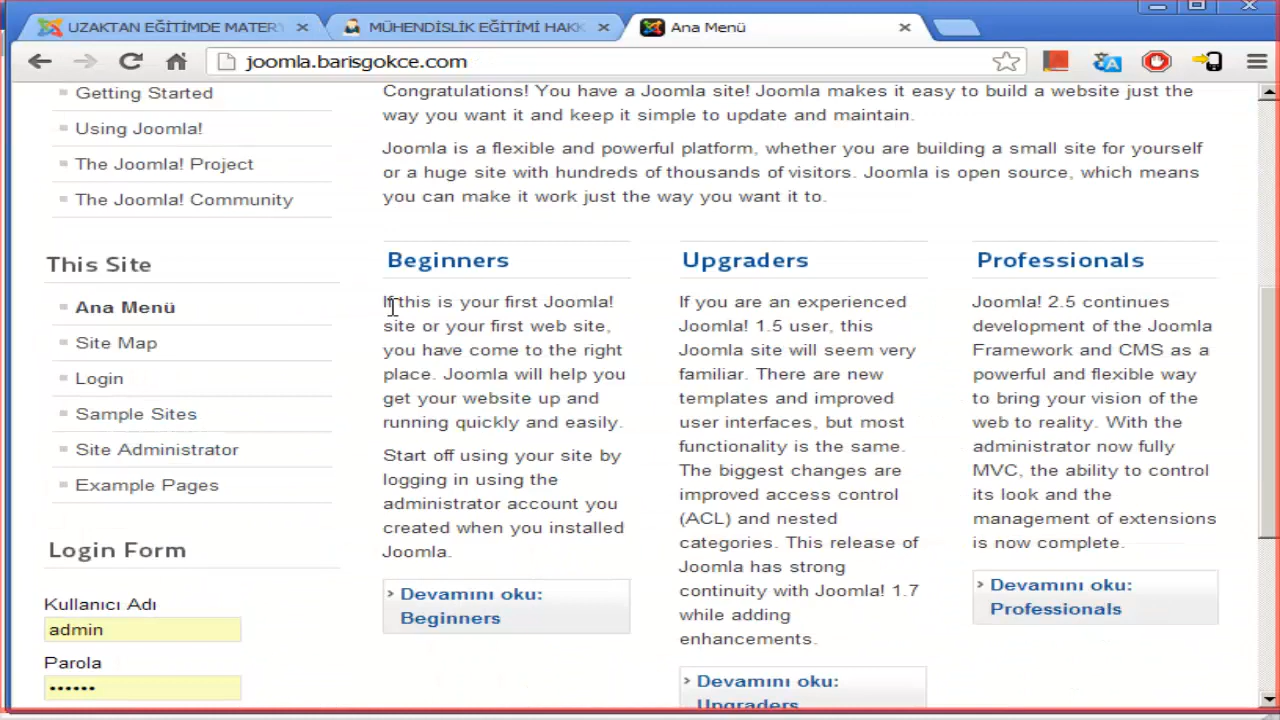 UZAKTAN EĞİTİMDE MATERY
MÜHENDİSLİK EĞİTİMİ HAKK
Ana Menü
joomla.barisgokce.com
Getting Started
Using Joomla!
The Joomla! Project
The Joomla! Community
This Site
Ana Menü
Site Map
Login
Sample Sites
Site Administrator
Example Pages
Login Form
Kullanıcı Adı
admin
Parola
••••••
Congratulations! You have a Joomla site! Joomla makes it easy to build a website just the
way you want it and keep it simple to update and maintain.
Joomla is a flexible and powerful platform, whether you are building a small site for yourself
or a huge site with hundreds of thousands of visitors. Joomla is open source, which means
you can make it work just the way you want it to.
Beginners
If this is your first Joomla!
site or your first web site,
you have come to the right
place. Joomla will help you
get your website up and
running quickly and easily.
Start off using your site by
logging in using the
administrator account you
created when you installed
Joomla.
Devamını oku:
Beginners
Upgraders
If you are an experienced
Joomla! 1.5 user, this
Joomla site will seem very
familiar. There are new
templates and improved
user interfaces, but most
functionality is the same.
The biggest changes are
improved access control
(ACL) and nested
categories. This release of
Joomla has strong
continuity with Joomla! 1.7
while adding
enhancements.
Devamını oku:
Upgraders
Professionals
Joomla! 2.5 continues
development of the Joomla
Framework and CMS as a
powerful and flexible way
to bring your vision of the
web to reality. With the
administrator now fully
MVC, the ability to control
its look and the
management of extensions
is now complete.
Devamını oku:
Professionals